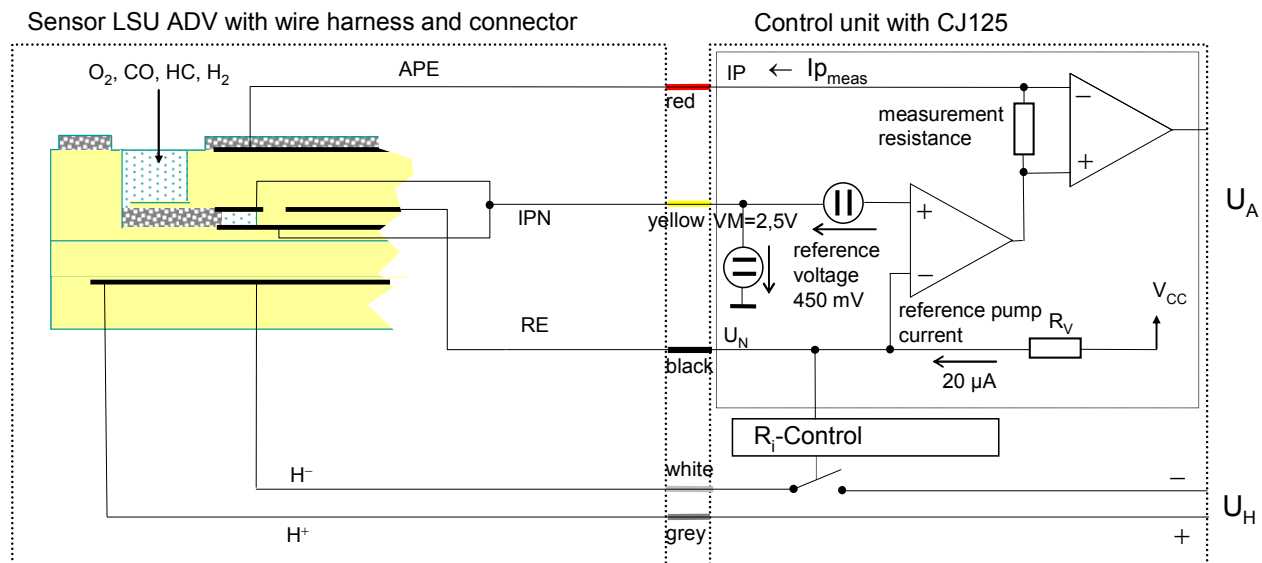 Sensor LSU ADV with wire harness and connector
Control unit with CJ125
O₂, CO, HC, H₂
APE
red
IP ← Ip_meas
measurement
resistance
−
+
IPN
yellow
VM=2,5V
reference
voltage
450 mV
+
−
U_A
RE
U_N
black
reference pump
current
20 µA
R_V
V_CC
R_i-Control
H⁻
white
−
H⁺
grey
+
U_H